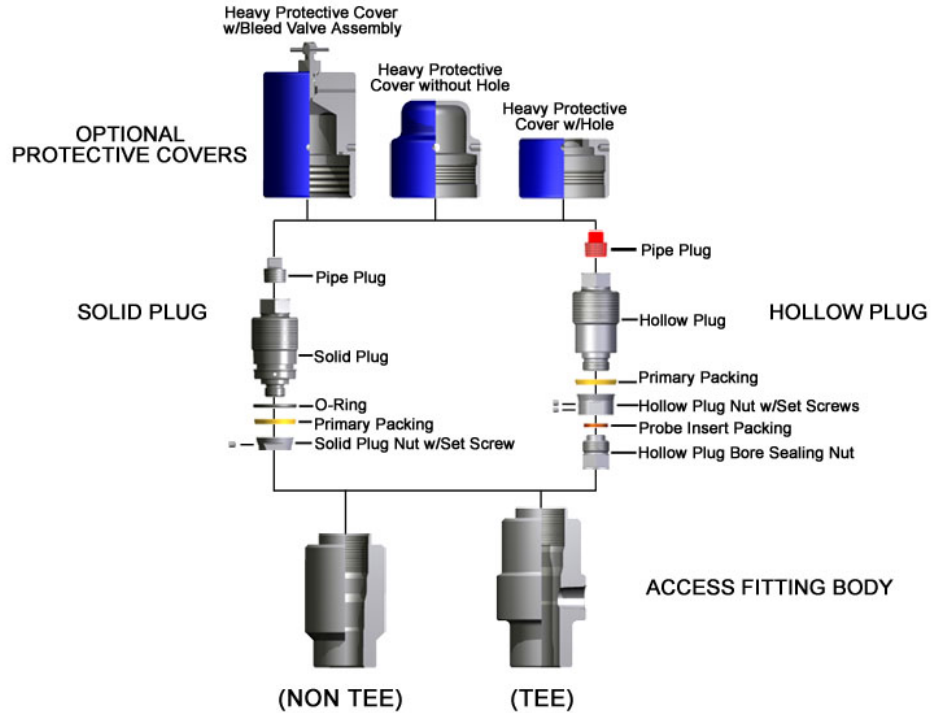 Heavy Protective Cover
w/Bleed Valve Assembly
Heavy Protective
Cover without Hole
Heavy Protective
Cover w/Hole
OPTIONAL
PROTECTIVE COVERS
SOLID PLUG
Pipe Plug
Solid Plug
O-Ring
Primary Packing
Solid Plug Nut w/Set Screw
Pipe Plug
Hollow Plug
HOLLOW PLUG
Primary Packing
Hollow Plug Nut w/Set Screws
Probe Insert Packing
Hollow Plug Bore Sealing Nut
ACCESS FITTING BODY
(NON TEE)
(TEE)